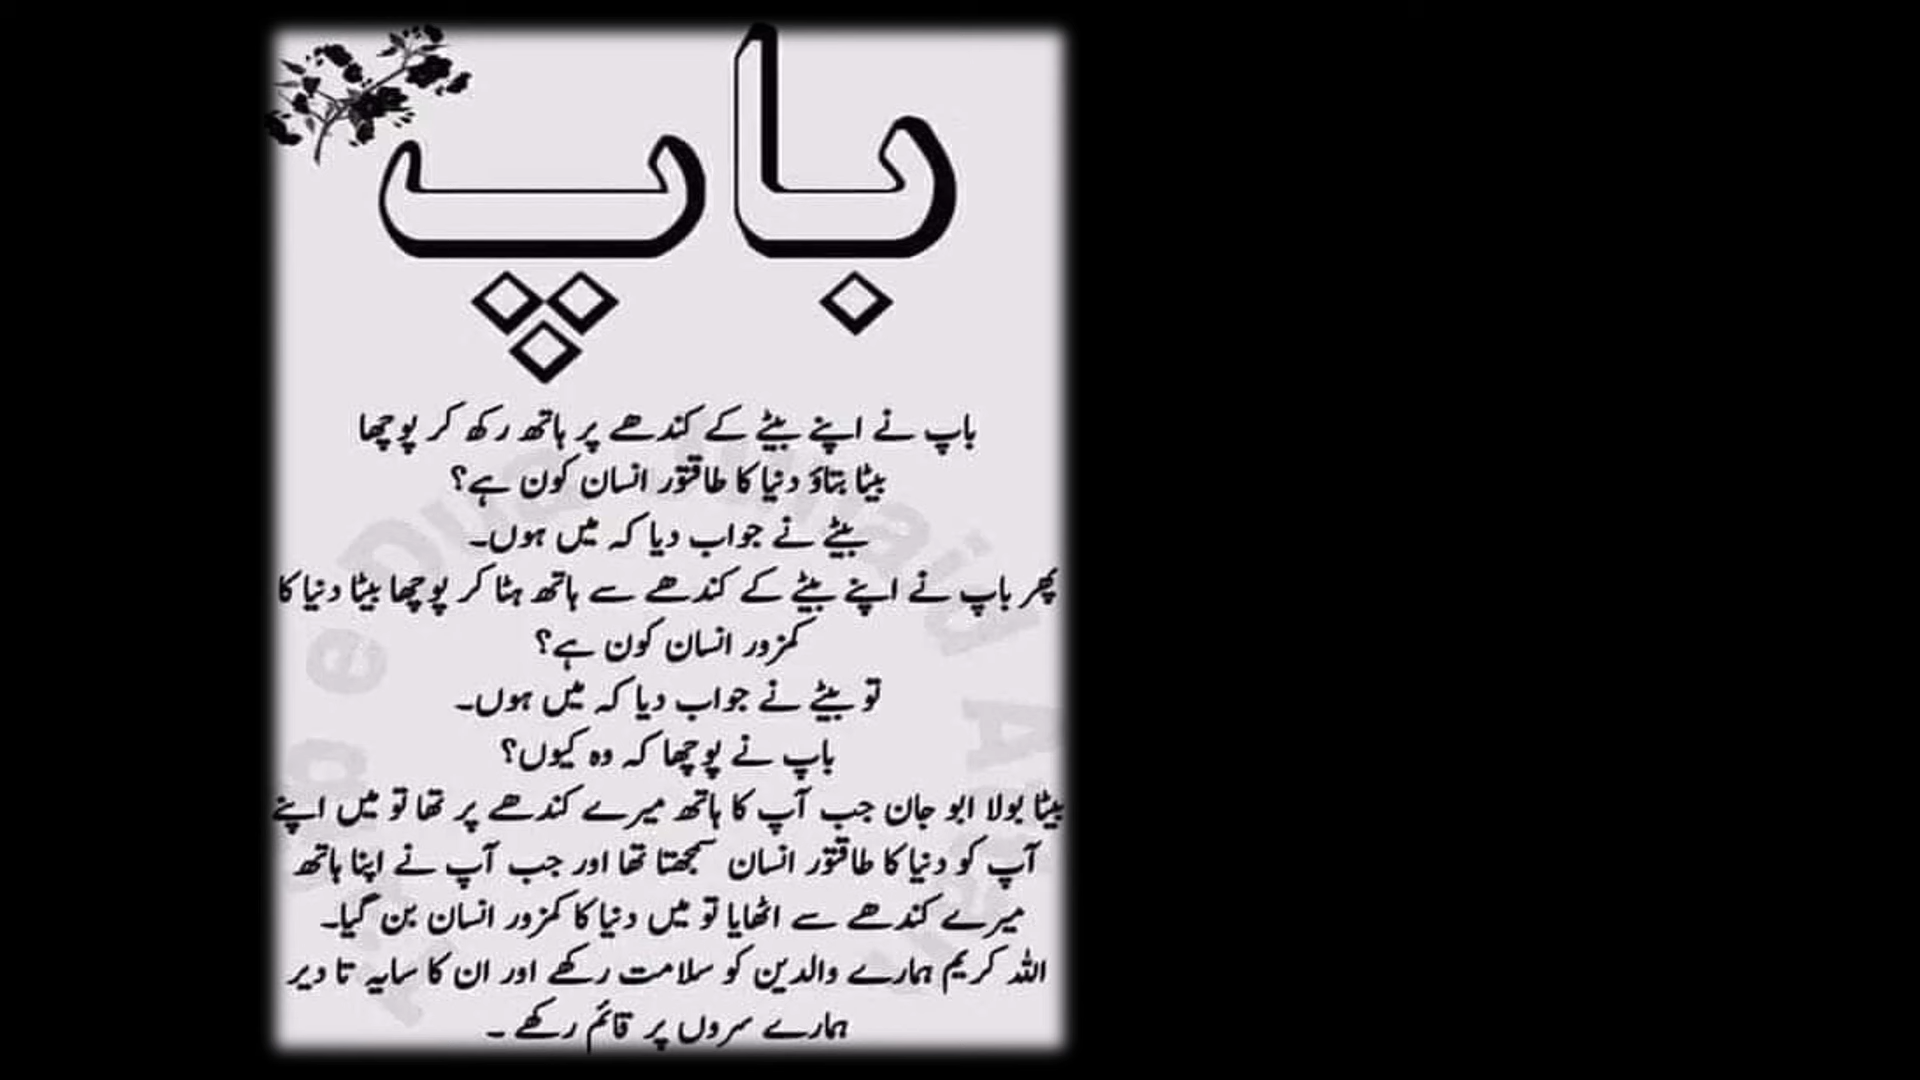 باپ
باپ نے اپنے بیٹے کے کندھے پر ہاتھ رکھ کر پوچھا
بیٹا بتاؤ دنیا کا طاقتور انسان کون ہے؟
بیٹے نے جواب دیا کہ میں ہوں۔
پھر باپ نے اپنے بیٹے کے کندھے سے ہاتھ ہٹا کر پوچھا بیٹا دنیا کا
کمزور انسان کون ہے؟
تو بیٹے نے جواب دیا کہ میں ہوں۔
باپ نے پوچھا کہ وہ کیوں؟
بیٹا بولا ابو جان جب آپ کا ہاتھ میرے کندھے پر تھا تو میں اپنے
آپ کو دنیا کا طاقتور انسان سمجھتا تھا اور جب آپ نے اپنا ہاتھ
میرے کندھے سے اٹھایا تو میں دنیا کا کمزور انسان بن گیا۔
اللہ کریم ہمارے والدین کو سلامت رکھے اور ان کا سایہ تا دیر
ہمارے سروں پر قائم رکھے ۔